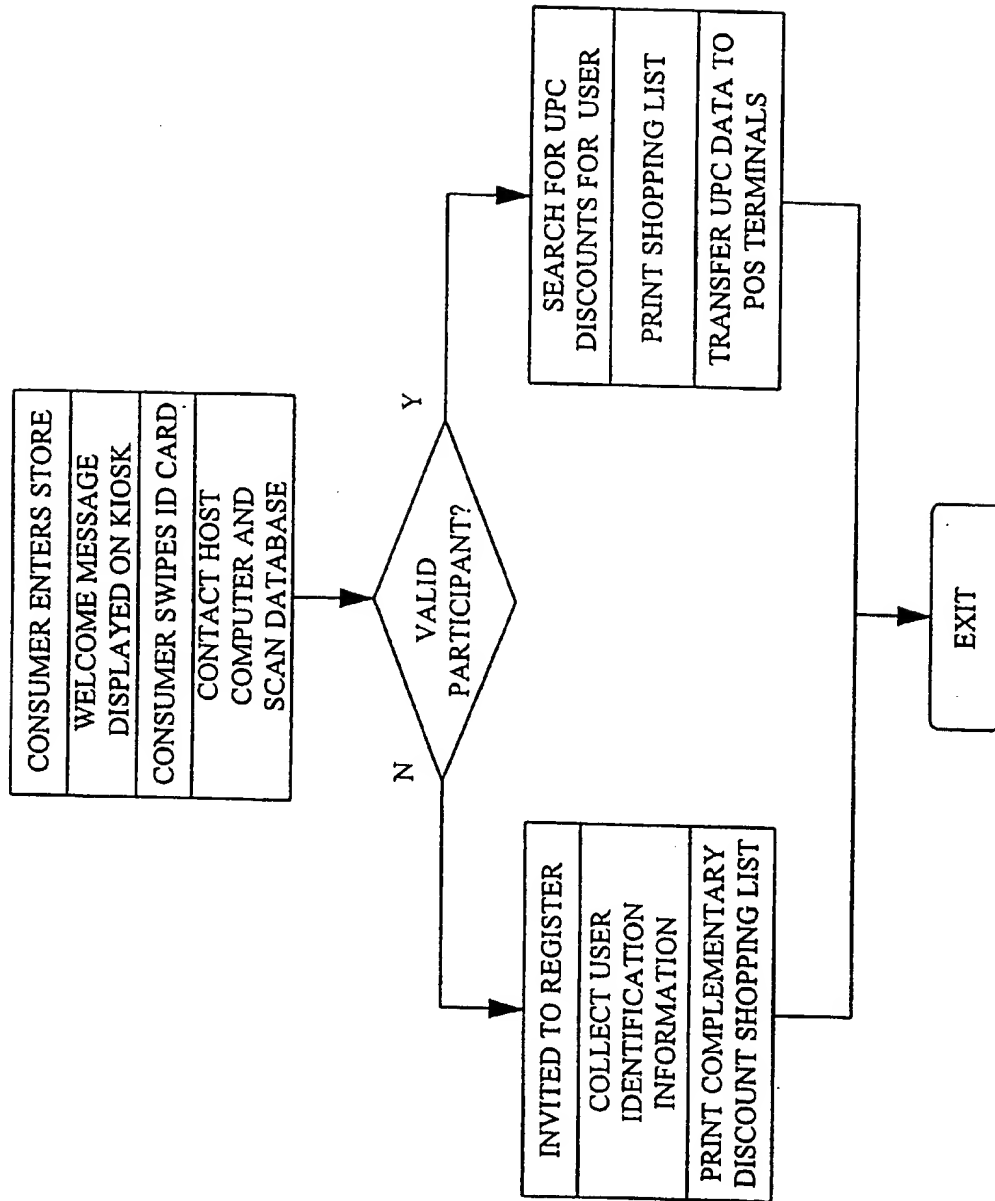 CONSUMER ENTERS STORE
WELCOME MESSAGE
DISPLAYED ON KIOSK
CONSUMER SWIPES ID CARD
CONTACT HOST
COMPUTER AND
SCAN DATABASE
VALID
PARTICIPANT?
N
Y
INVITED TO REGISTER
COLLECT USER
IDENTIFICATION
INFORMATION
PRINT COMPLEMENTARY
DISCOUNT SHOPPING LIST
SEARCH FOR UPC
DISCOUNTS FOR USER
PRINT SHOPPING LIST
TRANSFER UPC DATA TO
POS TERMINALS
EXIT